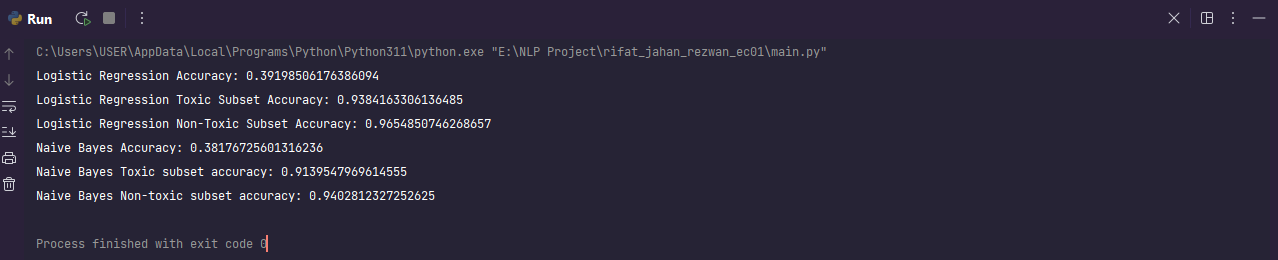 Run
C:\Users\USER\AppData\Local\Programs\Python\Python311\python.exe "E:\NLP Project\rifat_jahan_rezwan_ec01\main.py"
Logistic Regression Accuracy: 0.39198506176386094
Logistic Regression Toxic Subset Accuracy: 0.9384163306136485
Logistic Regression Non-Toxic Subset Accuracy: 0.9654850746268657
Naive Bayes Accuracy: 0.38176725601316236
Naive Bayes Toxic subset accuracy: 0.9139547969614555
Naive Bayes Non-toxic subset accuracy: 0.9402812327252625
Process finished with exit code 0